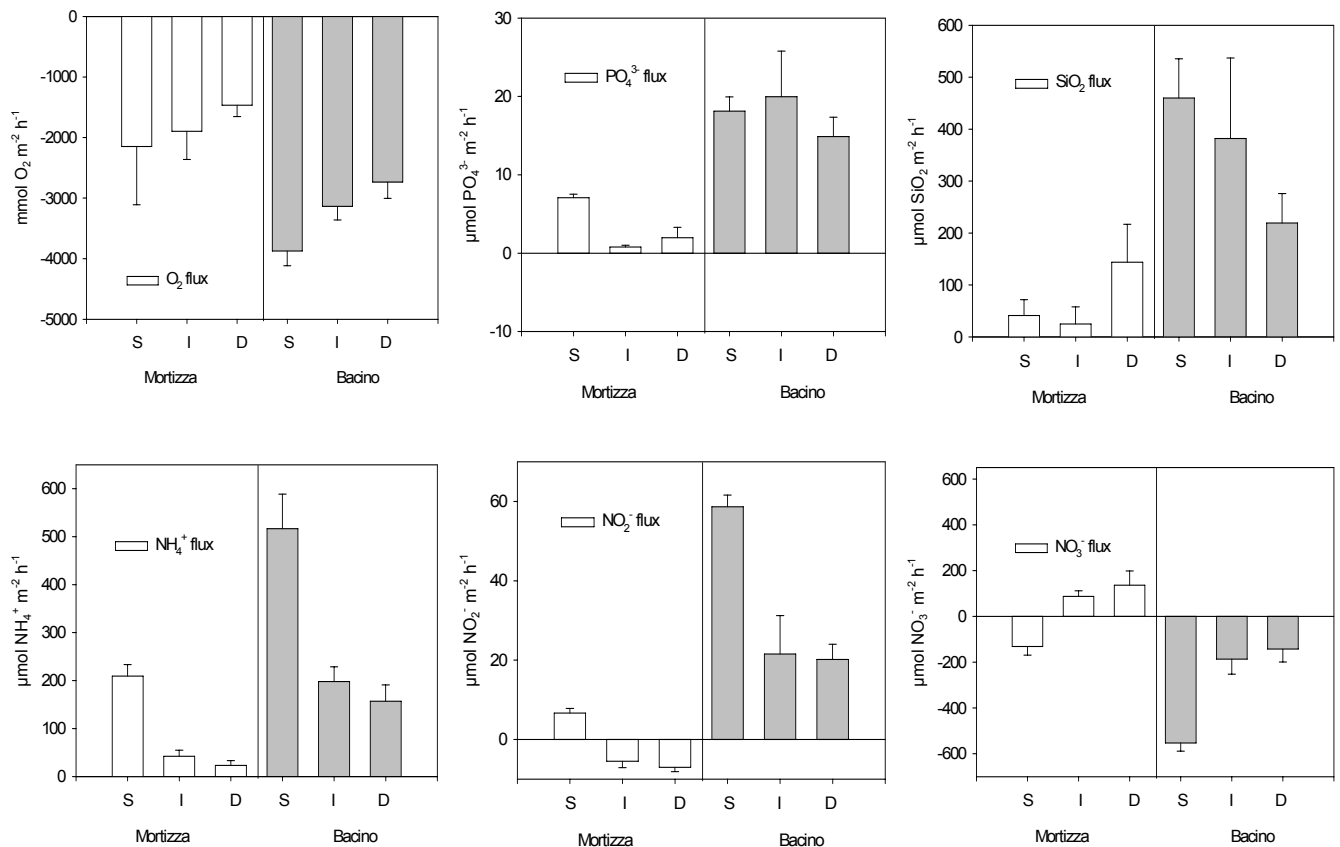 0
-1000
-2000
-3000
-4000
-5000
mmol O₂ m⁻² h⁻¹
O₂ flux
S I D S I D
Mortizza Bacino
30
20
10
0
-10
µmol PO₄³⁻ m⁻² h⁻¹
PO₄³⁻ flux
S I D S I D
Mortizza Bacino
600
500
400
300
200
100
0
µmol SiO₂ m⁻² h⁻¹
SiO₂ flux
S I D S I D
Mortizza Bacino
600
500
400
300
200
100
0
µmol NH₄⁺ m⁻² h⁻¹
NH₄⁺ flux
S I D S I D
Mortizza Bacino
60
40
20
0
µmol NO₂⁻ m⁻² h⁻¹
NO₂⁻ flux
S I D S I D
Mortizza Bacino
600
400
200
0
-200
-400
-600
µmol NO₃⁻ m⁻² h⁻¹
NO₃⁻ flux
S I D S I D
Mortizza Bacino